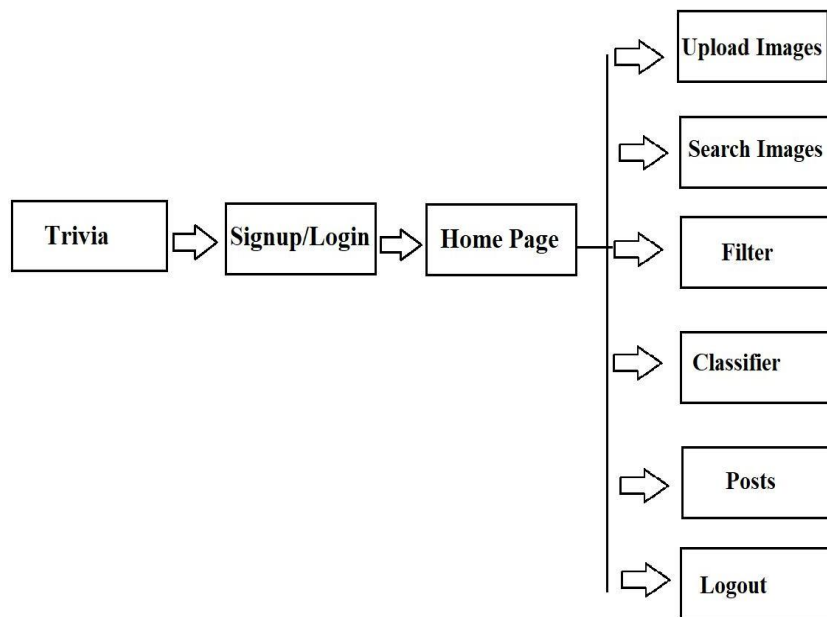 Trivia
Signup/Login
Home Page
Upload Images
Search Images
Filter
Classifier
Posts
Logout